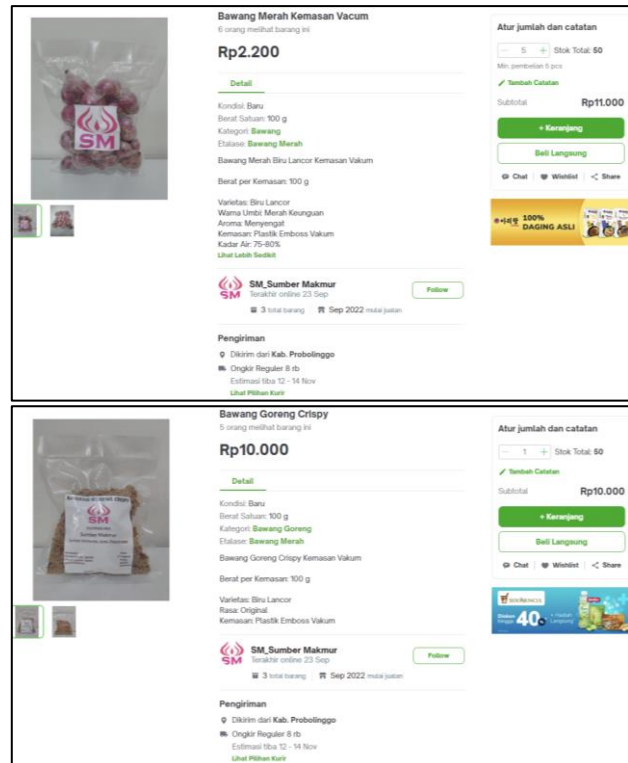 Bawang Merah Kemasan Vacum
6 orang melihat barang ini
Rp2.200
Detail
Kondisi: Baru
Berat Satuan: 100 g
Kategori: Bawang
Etalase: Bawang Merah
Bawang Merah Biru Lancor Kemasan Vakum
Berat per Kemasan: 100 g
Varietas: Biru Lancor
Warna Umbi: Merah Keunguan
Aroma: Menyengat
Kemasan: Plastik Emboss Vakum
Kadar Air: 75-80%
Lihat Lebih Sedikit
SM
SM
SM_Sumber Makmur
Terakhir online 23 Sep
Follow
3 total barang
Sep 2022 mulai jualan
Pengiriman
Dikirim dari Kab. Probolinggo
Ongkir Reguler 8 rb
Estimasi tiba 12 - 14 Nov
Lihat Pilihan Kurir
Atur jumlah dan catatan
− 5 + Stok Total: 50
Min. pembelian 5 pcs
Tambah Catatan
Subtotal Rp11.000
+ Keranjang
Beli Langsung
Chat Wishlist Share
100%
DAGING ASLI
Bawang Goreng Crispy
5 orang melihat barang ini
Rp10.000
Detail
Kondisi: Baru
Berat Satuan: 100 g
Kategori: Bawang Goreng
Etalase: Bawang Merah
Bawang Goreng Crispy Kemasan Vakum
Berat per Kemasan: 100 g
Varietas: Biru Lancor
Rasa: Original
Kemasan: Plastik Emboss Vakum
SM
Sumber Makmur
SM
SM_Sumber Makmur
Terakhir online 23 Sep
Follow
3 total barang
Sep 2022 mulai jualan
Pengiriman
Dikirim dari Kab. Probolinggo
Ongkir Reguler 8 rb
Estimasi tiba 12 - 14 Nov
Lihat Pilihan Kurir
Atur jumlah dan catatan
− 1 + Stok Total: 50
Tambah Catatan
Subtotal Rp10.000
+ Keranjang
Beli Langsung
Chat Wishlist Share
Diskon
hingga 40%
Langsung